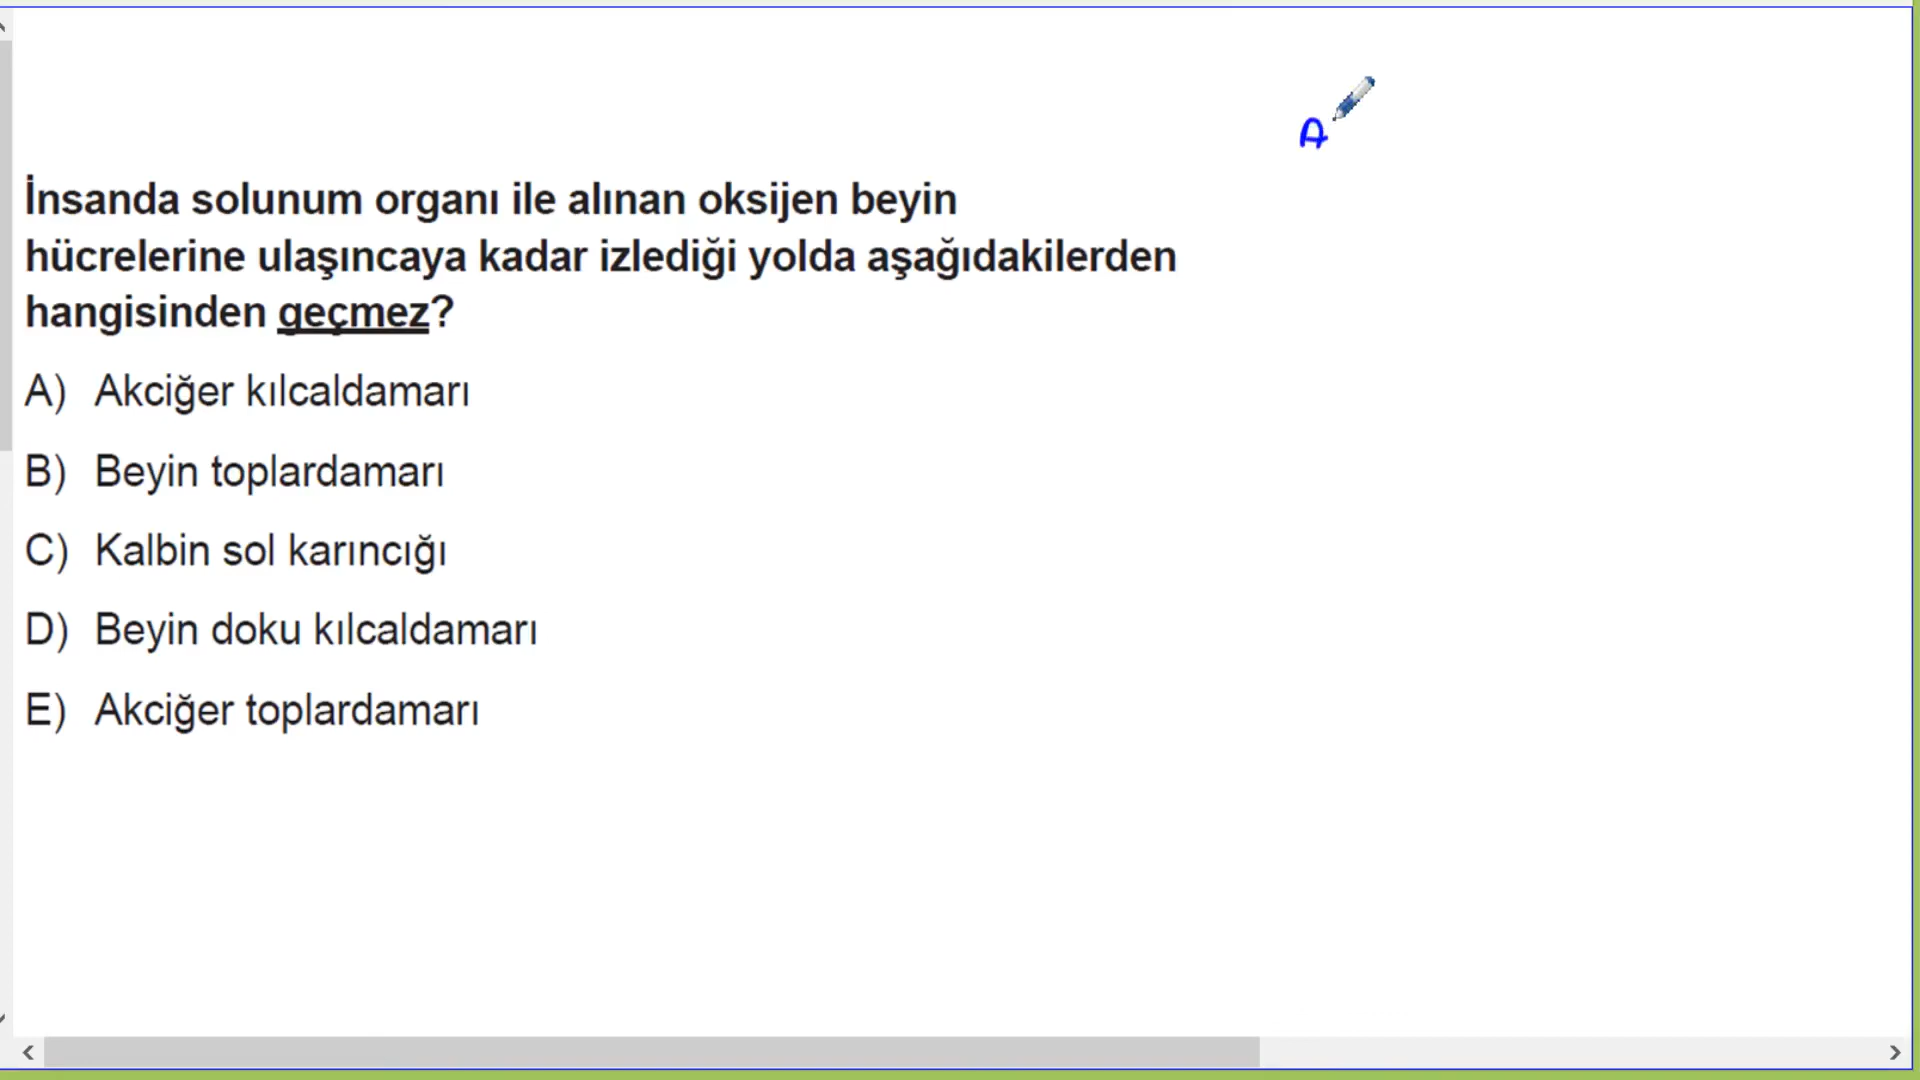 A
İnsanda solunum organı ile alınan oksijen beyin
hücrelerine ulaşıncaya kadar izlediği yolda aşağıdakilerden
hangisinden geçmez?
A) Akciğer kılcaldamarı
B) Beyin toplardamarı
C) Kalbin sol karıncığı
D) Beyin doku kılcaldamarı
E) Akciğer toplardamarı